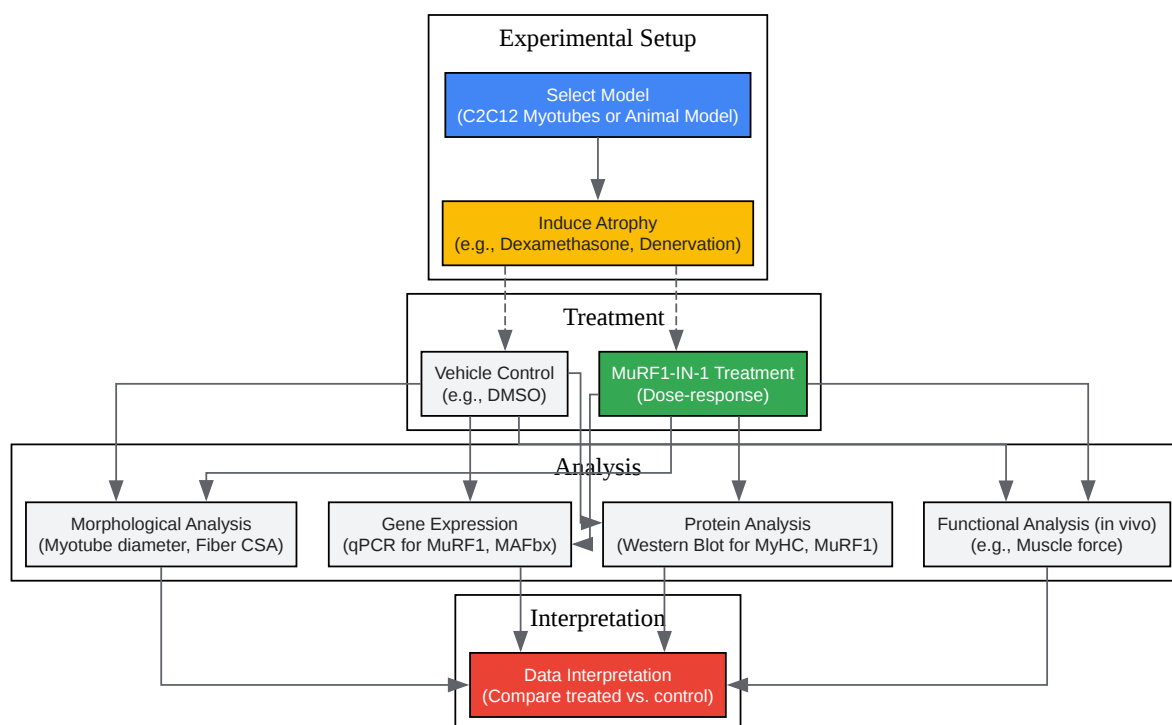 Experimental Setup
Select Model
(C2C12 Myotubes or Animal Model)
Induce Atrophy
(e.g., Dexamethasone, Denervation)
Treatment
Vehicle Control
(e.g., DMSO)
MuRF1-IN-1 Treatment
(Dose-response)
Analysis
Morphological Analysis
(Myotube diameter, Fiber CSA)
Gene Expression
(qPCR for MuRF1, MAFbx)
Protein Analysis
(Western Blot for MyHC, MuRF1)
Functional Analysis (in vivo)
(e.g., Muscle force)
Interpretation
Data Interpretation
(Compare treated vs. control)